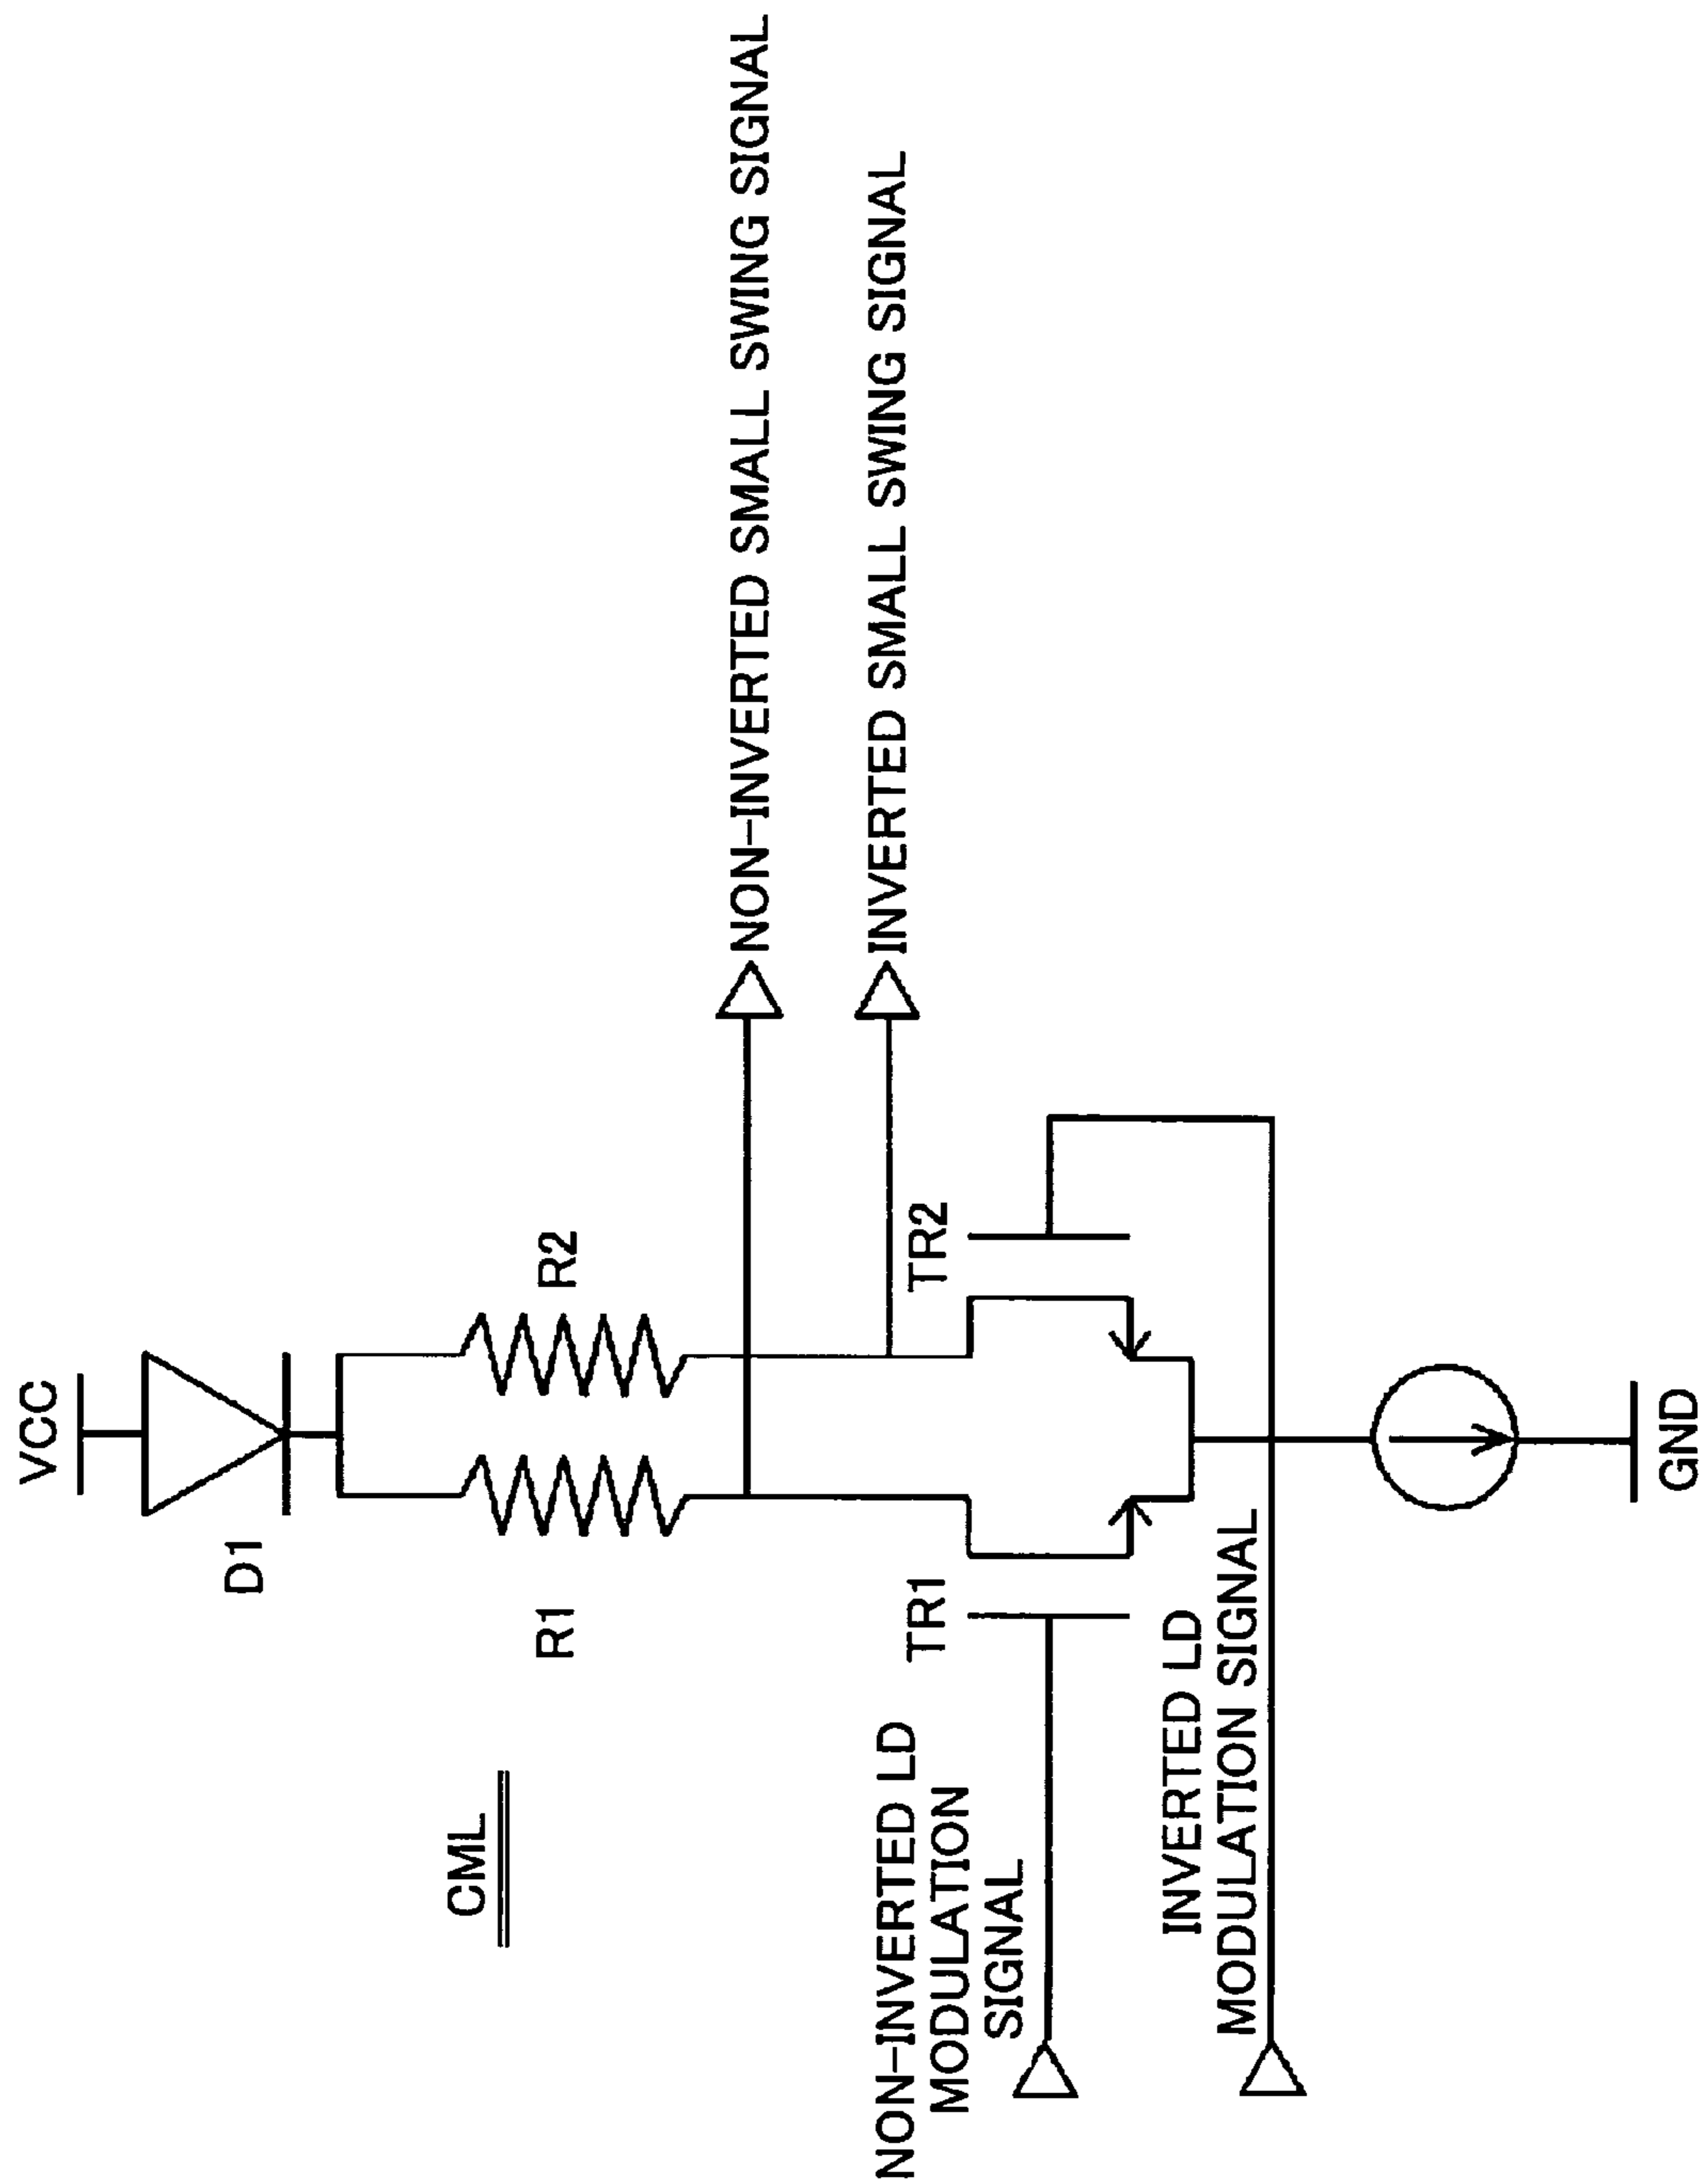 CML
VCC
D1
R1
R2
NON-INVERTED SMALL SWING SIGNAL
INVERTED SMALL SWING SIGNAL
NON-INVERTED LD
MODULATION
SIGNAL
TR1
TR2
INVERTED LD
MODULATION SIGNAL
GND